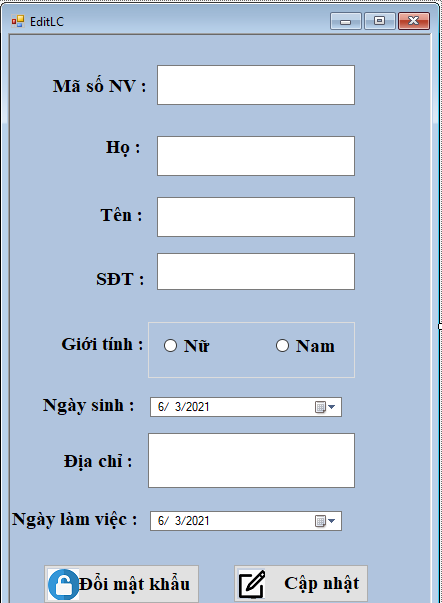 EditLC
Mã số NV :
Họ :
Tên :
SĐT :
Giới tính :
Nữ
Nam
Ngày sinh :
6/ 3/2021
Địa chỉ :
Ngày làm việc :
6/ 3/2021
Đổi mật khẩu
Cập nhật